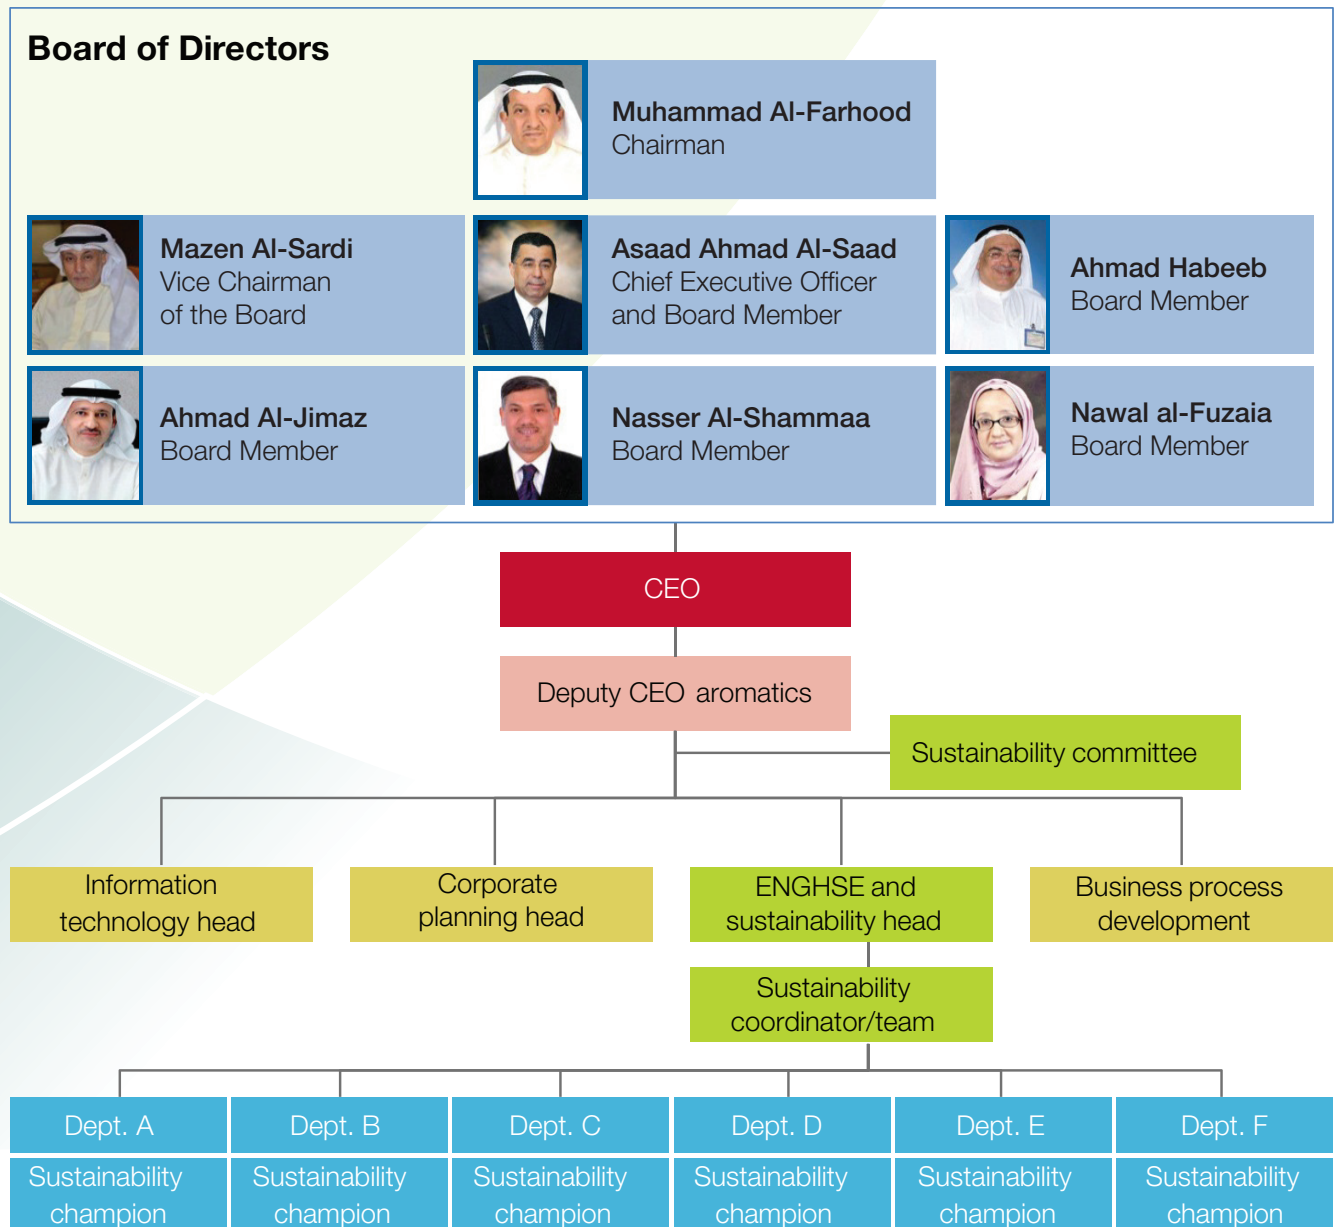 Board of Directors
Muhammad Al-Farhood
Chairman
Mazen Al-Sardi
Vice Chairman
of the Board
Asaad Ahmad Al-Saad
Chief Executive Officer
and Board Member
Ahmad Habeeb
Board Member
Ahmad Al-Jimaz
Board Member
Nasser Al-Shammaa
Board Member
Nawal al-Fuzaia
Board Member
CEO
Deputy CEO aromatics
Sustainability committee
Information
technology head
Corporate
planning head
ENGHSE and
sustainability head
Business process
development
Sustainability
coordinator/team
Dept. A
Dept. B
Dept. C
Dept. D
Dept. E
Dept. F
Sustainability
champion
Sustainability
champion
Sustainability
champion
Sustainability
champion
Sustainability
champion
Sustainability
champion